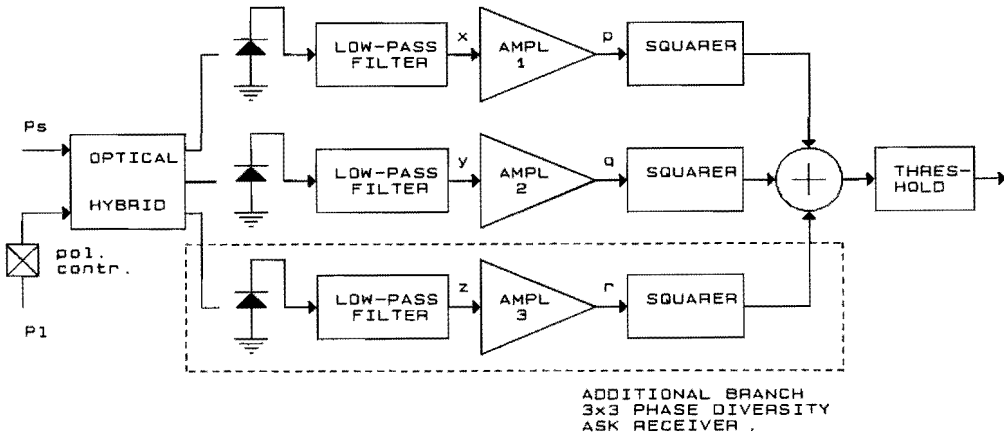 LOW-PASS
FILTER
x
AMPL
1
p
SQUARER
Ps
OPTICAL
HYBRID
LOW-PASS
FILTER
y
AMPL
2
q
SQUARER
+
THRES-
HOLD
pol.
contr.
Pl
LOW-PASS
FILTER
z
AMPL
3
r
SQUARER
ADDITIONAL BRANCH
3x3 PHASE DIVERSITY
ASK RECEIVER .